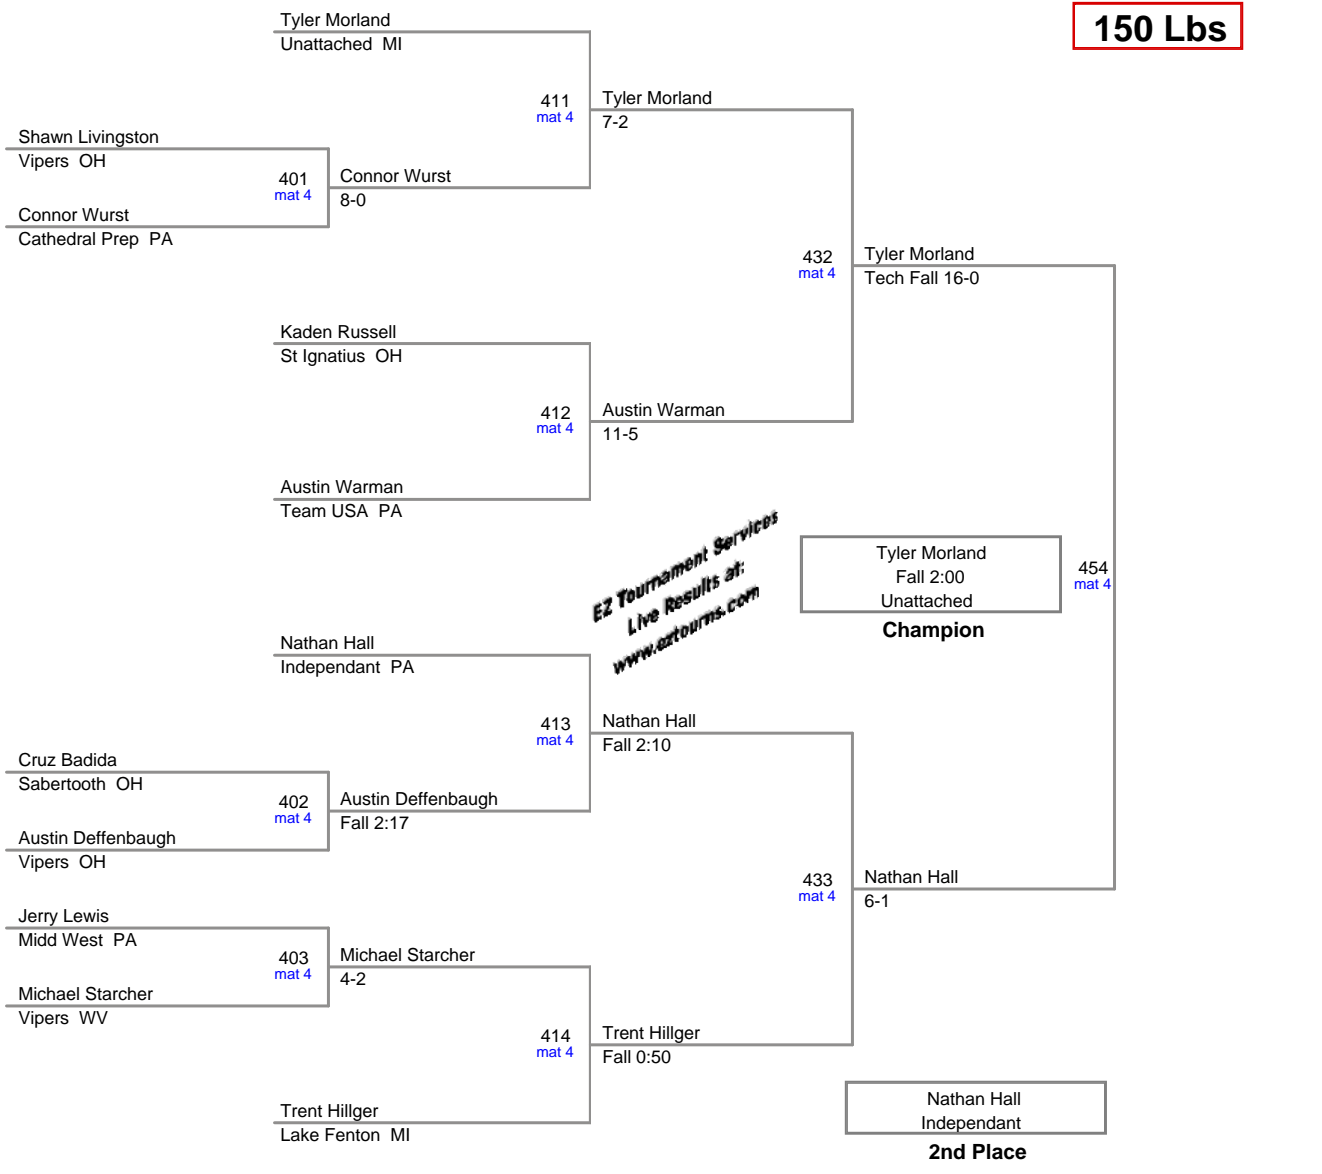 150 Lbs
Tyler Morland
Unattached MI
411
mat 4
Tyler Morland
7-2
Shawn Livingston
Vipers OH
401
mat 4
Connor Wurst
8-0
Connor Wurst
Cathedral Prep PA
432
mat 4
Tyler Morland
Tech Fall 16-0
Kaden Russell
St Ignatius OH
412
mat 4
Austin Warman
11-5
Austin Warman
Team USA PA
EZ Tournament Services
Live Results at:
www.eztourns.com
Tyler Morland
Fall 2:00
Unattached
Champion
454
mat 4
Nathan Hall
Independant PA
413
mat 4
Nathan Hall
Fall 2:10
Cruz Badida
Sabertooth OH
402
mat 4
Austin Deffenbaugh
Fall 2:17
Austin Deffenbaugh
Vipers OH
433
mat 4
Nathan Hall
6-1
Jerry Lewis
Midd West PA
403
mat 4
Michael Starcher
4-2
Michael Starcher
Vipers WV
414
mat 4
Trent Hillger
Fall 0:50
Trent Hillger
Lake Fenton MI
Nathan Hall
Independant
2nd Place